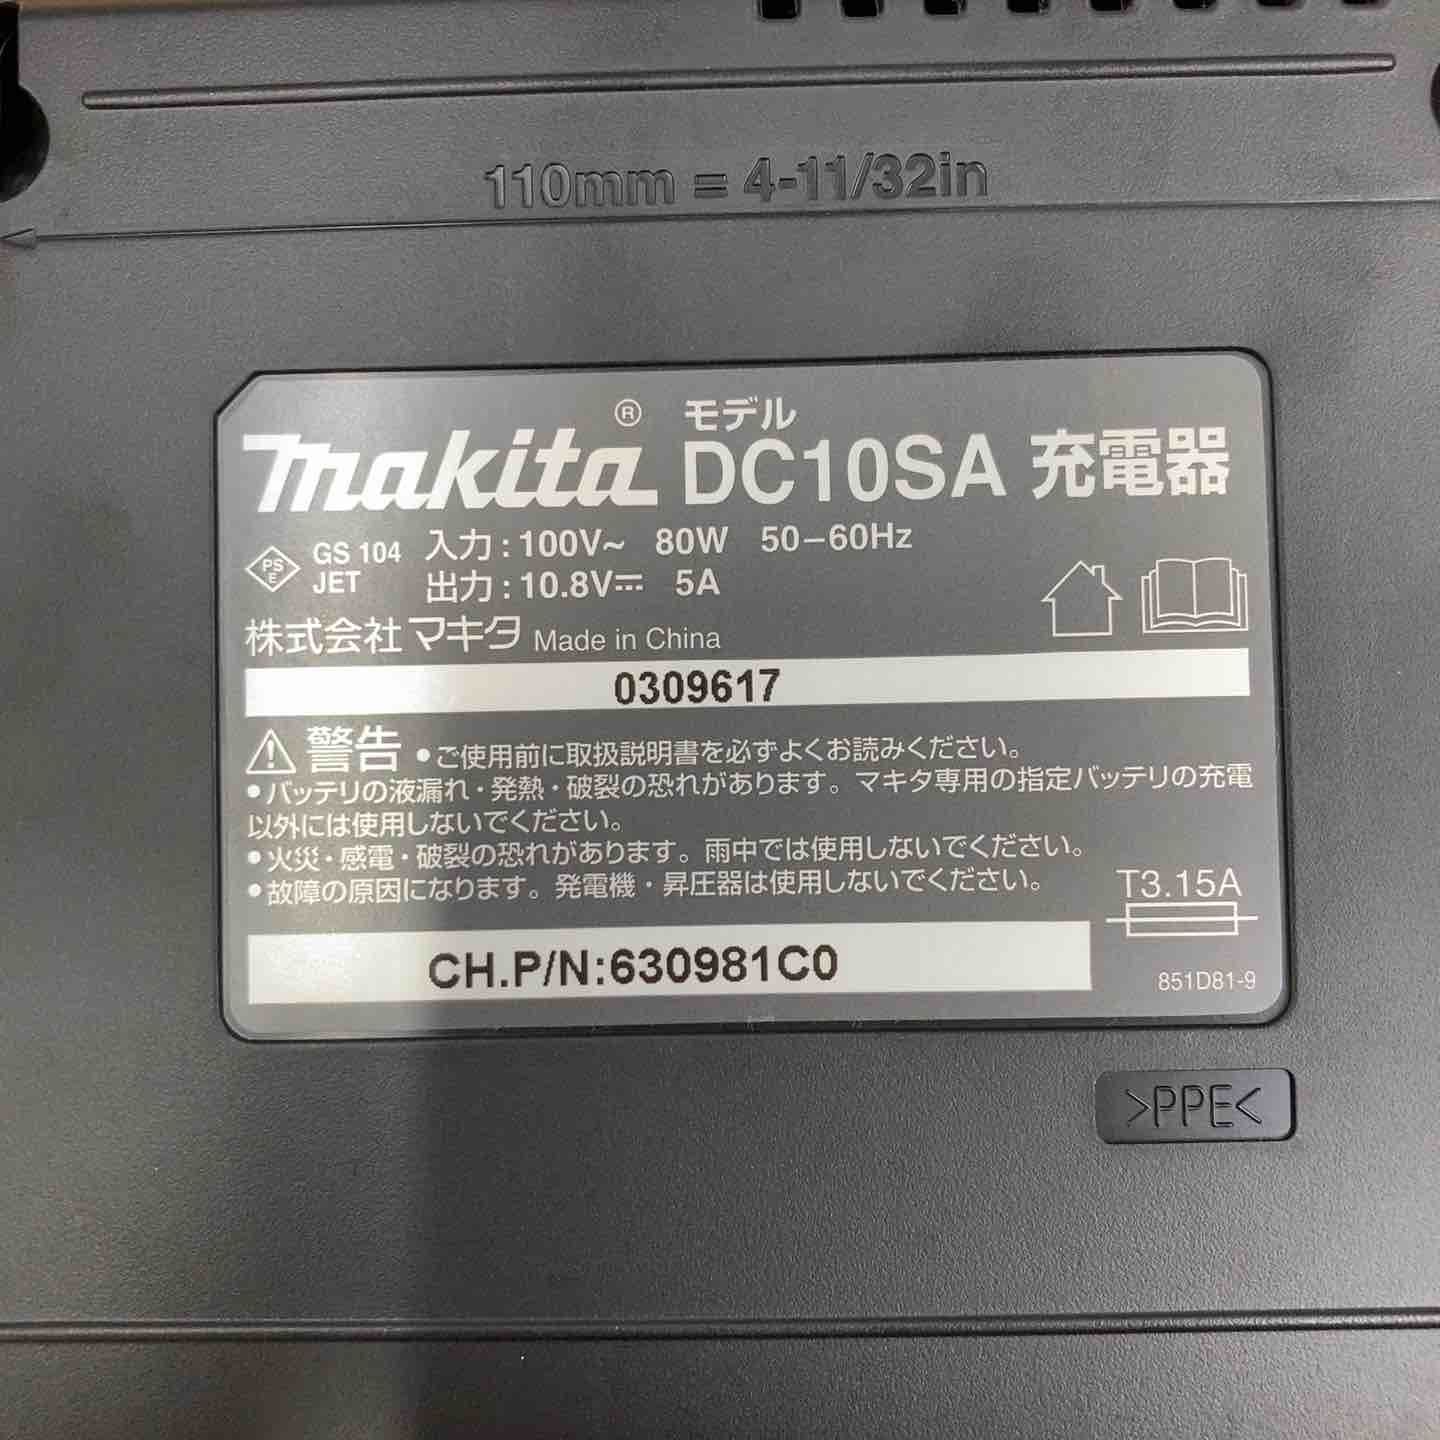 110mm = 4-11/32in
makita® モデル
DC10SA 充電器
PSE GS 104 JET
入力:100V~ 80W 50–60Hz
出力:10.8V⎓ 5A
株式会社マキタ Made in China
0309617
⚠警告 •ご使用前に取扱説明書を必ずよくお読みください。
•バッテリの液漏れ・発熱・破裂の恐れがあります。マキタ専用の指定バッテリの充電
以外には使用しないでください。
•火災・感電・破裂の恐れがあります。雨中では使用しないでください。
•故障の原因になります。発電機・昇圧器は使用しないでください。
T3.15A
CH.P/N:630981C0
851D81-9
>PPE<